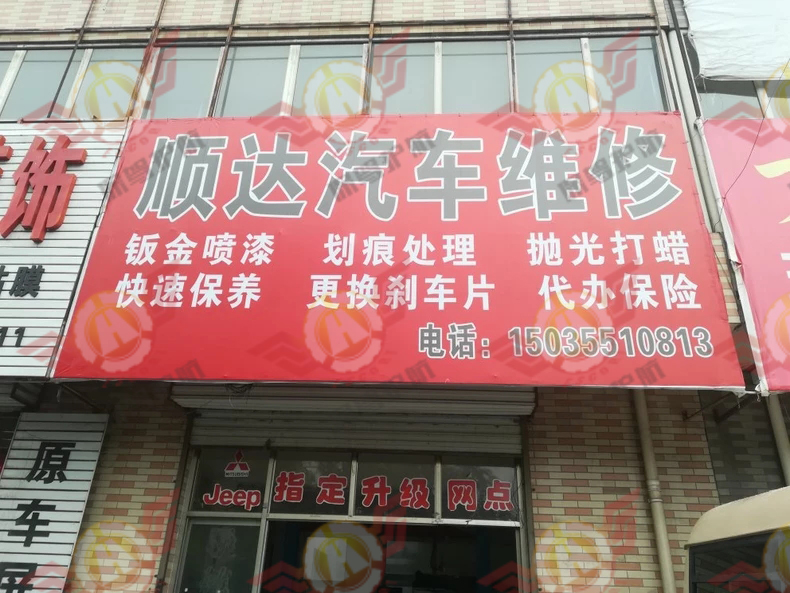 顺达汽车维修
钣金喷漆 划痕处理 抛光打蜡
快速保养 更换刹车片 代办保险
电话：15035510813
饰
膜
11
原车屏
Jeep 指定升级网点